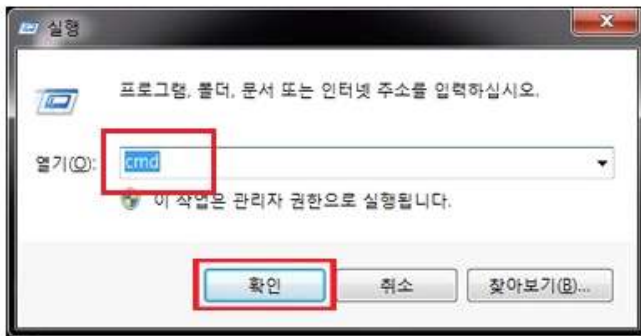 실행
프로그램, 폴더, 문서 또는 인터넷 주소를 입력하십시오.
열기(O): cmd
이 작업은 관리자 권한으로 실행됩니다.
확인 취소 찾아보기(B)...